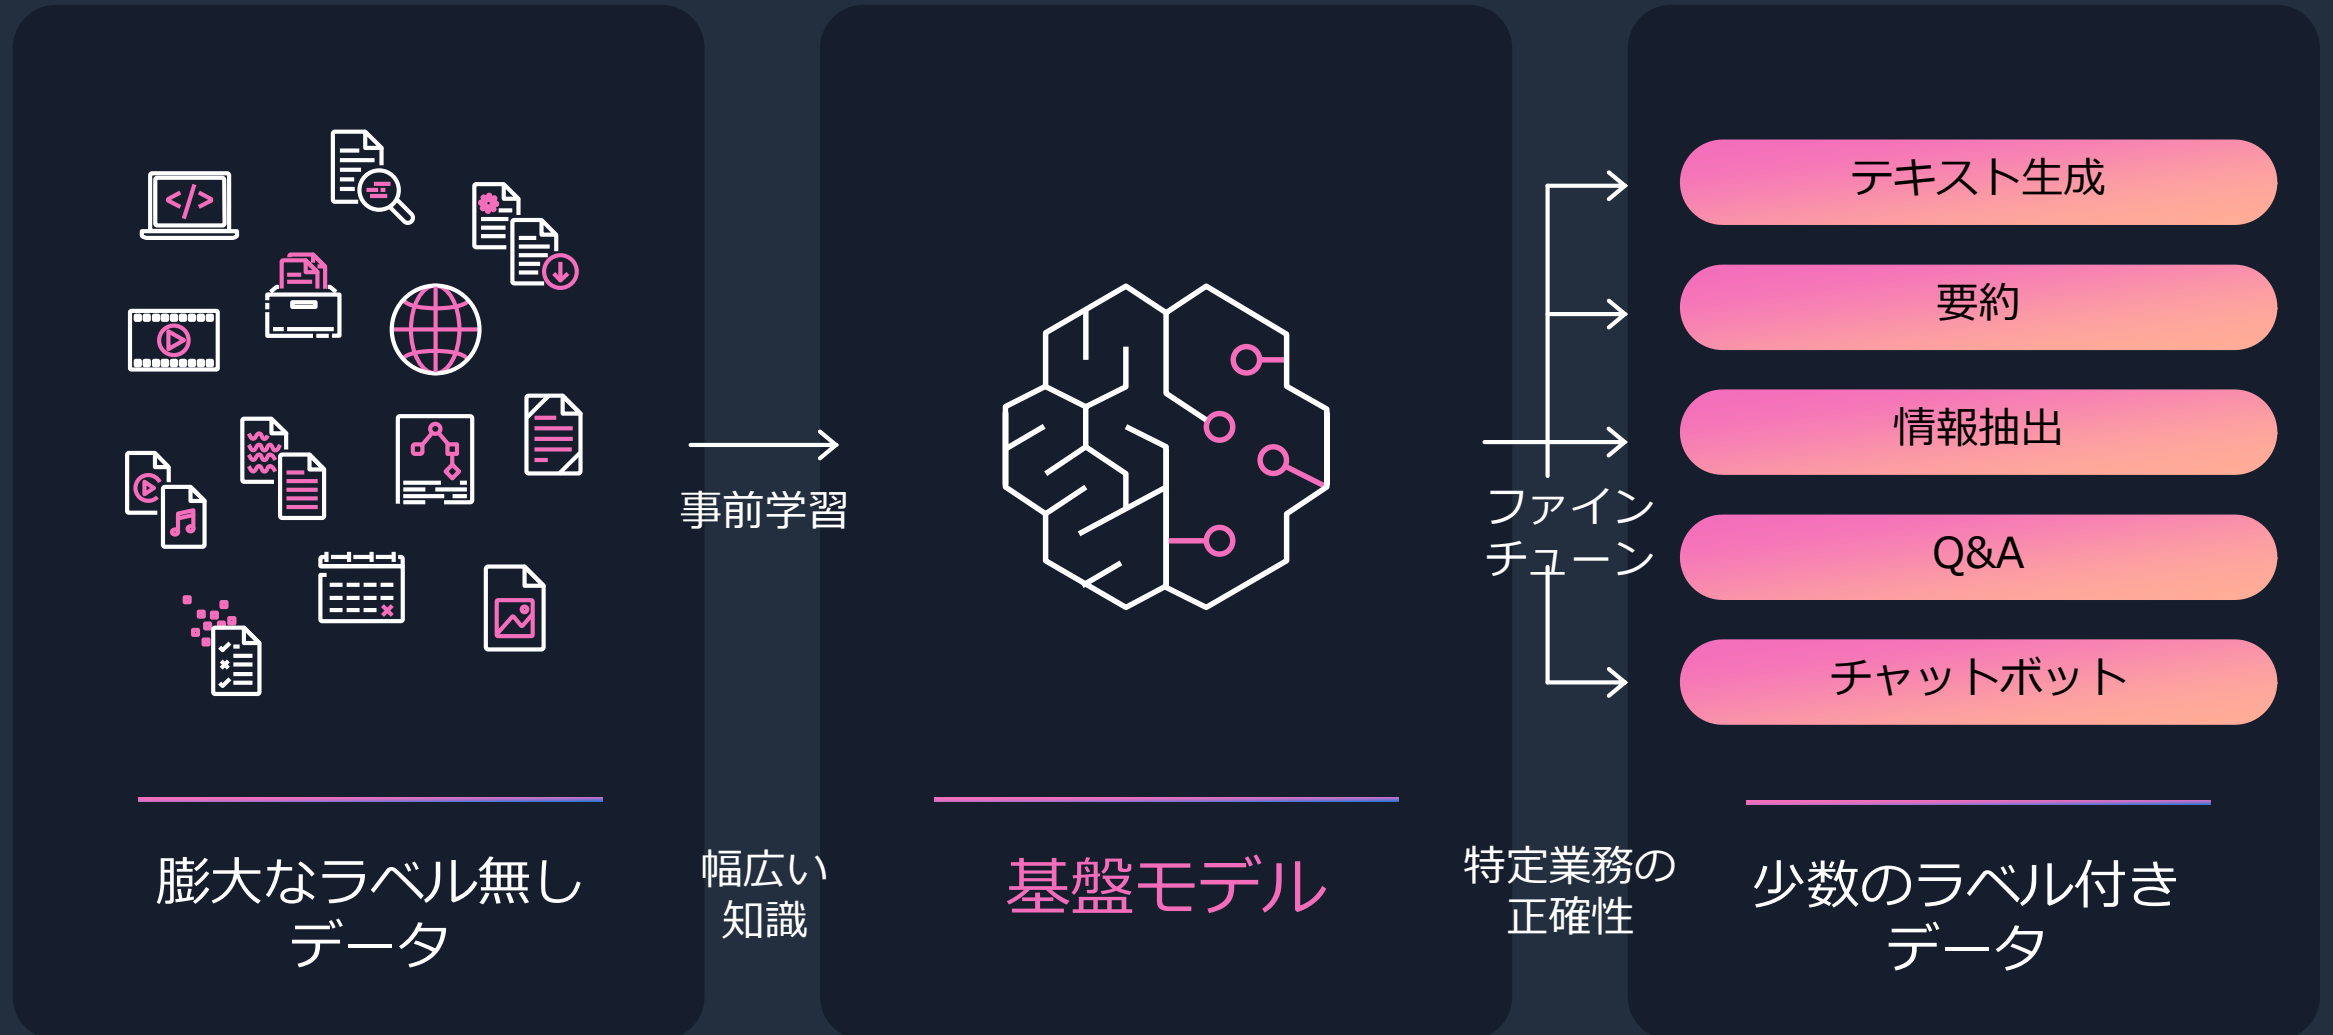 </>
事前学習
ファイン
チューン
テキスト生成
要約
情報抽出
Q&A
チャットボット
膨大なラベル無し
データ
幅広い
知識
基盤モデル
特定業務の
正確性
少数のラベル付き
データ